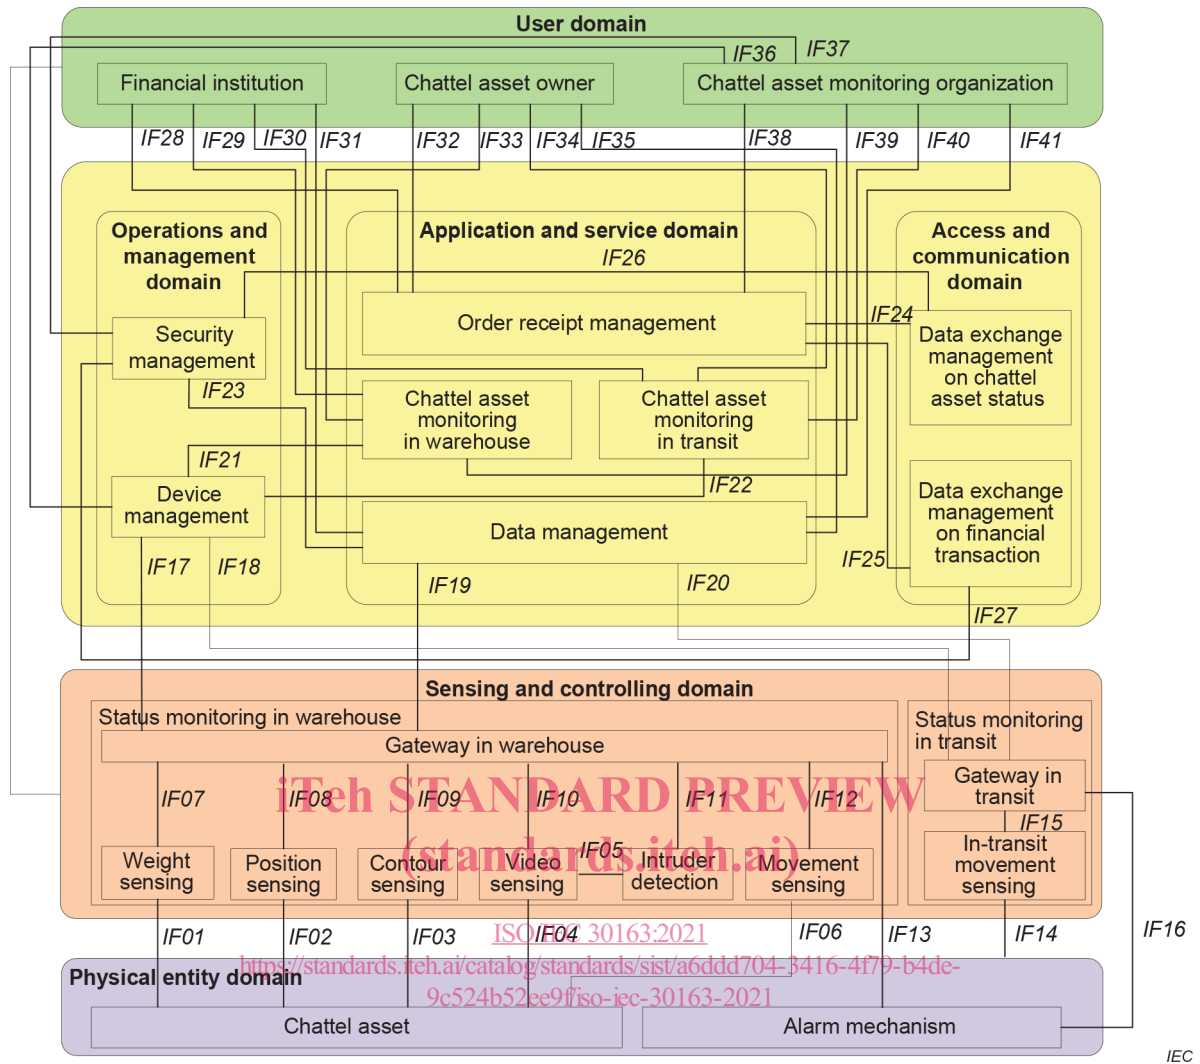 User domain
IF36
IF37
Financial institution
Chattel asset owner
Chattel asset monitoring organization
IF28
IF29
IF30
IF31
IF32
IF33
IF34
IF35
IF38
IF39
IF40
IF41
Operations and
management
domain
Application and service domain
Access and
communication
domain
IF26
Security
management
Order receipt management
IF24
Data exchange
management
on chattel
asset status
IF23
Chattel asset
monitoring
in warehouse
Chattel asset
monitoring
in transit
IF21
IF22
Device
management
Data management
Data exchange
management
on financial
transaction
IF17
IF18
IF19
IF20
IF25
IF27
Sensing and controlling domain
Status monitoring in warehouse
Status monitoring
in transit
Gateway in warehouse
Gateway in
transit
iTeh STANDARD PREVIEW
(standards.iteh.ai)
IF07
IF08
IF09
IF10
IF11
IF12
IF15
IF05
Weight
sensing
Position
sensing
Contour
sensing
Video
sensing
Intruder
detection
Movement
sensing
In-transit
movement
sensing
IF01
IF02
IF03
IF04
IF06
IF13
IF14
IF16
ISO/IEC 30163:2021
https://standards.iteh.ai/catalog/standards/sist/a6ddd704-3416-4f79-b4de-
9c524b52ee9f/iso-iec-30163-2021
Physical entity domain
Chattel asset
Alarm mechanism
IEC